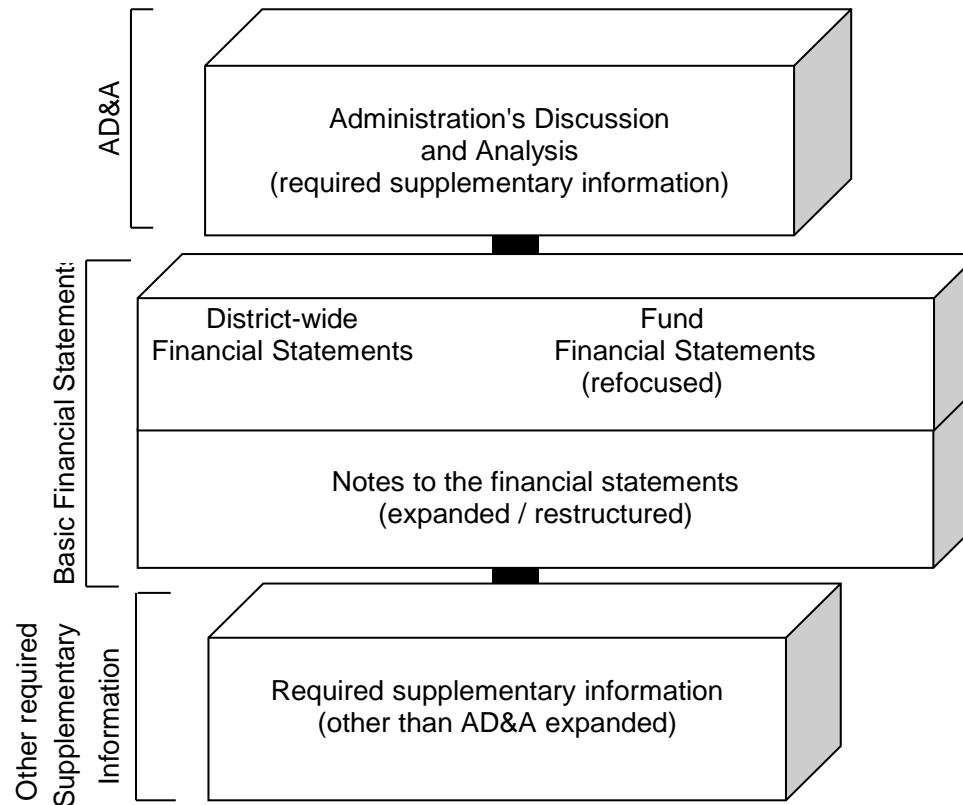 AD&A
Administration's Discussion
and Analysis
(required supplementary information)
Basic Financial Statements
District-wide
Financial Statements
Fund
Financial Statements
(refocused)
Notes to the financial statements
(expanded / restructured)
Other required
Supplementary
Information
Required supplementary information
(other than AD&A expanded)